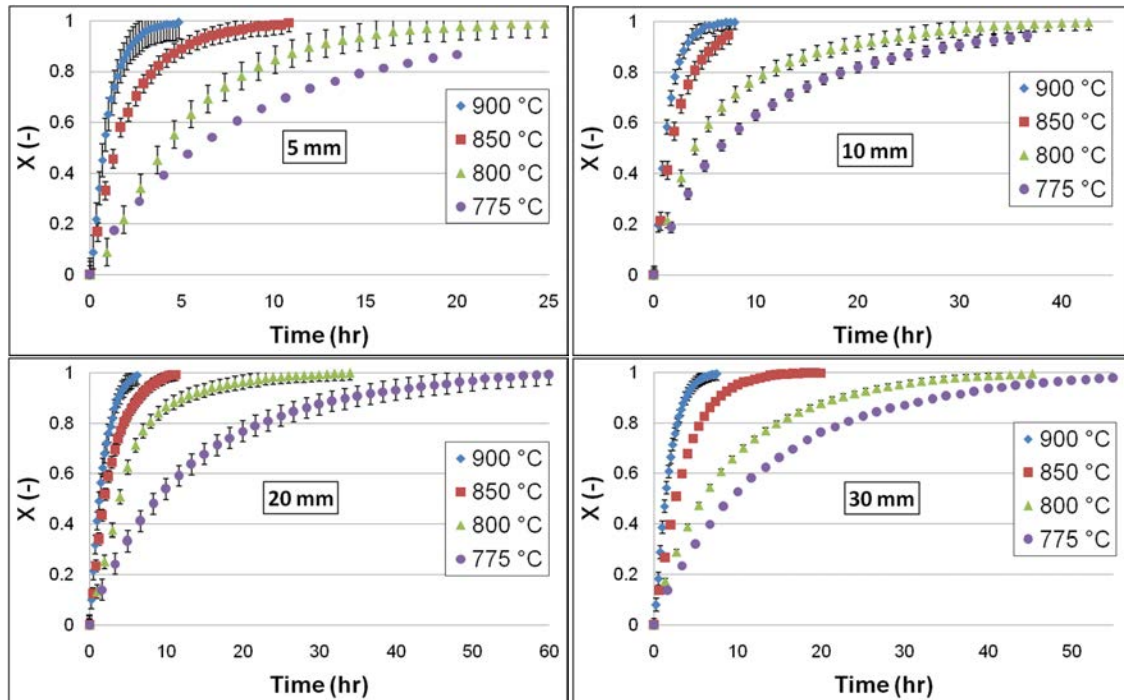 X (-)
1
0.8
0.6
0.4
0.2
0
0 5 10 15 20 25
Time (hr)
5 mm
900 °C
850 °C
800 °C
775 °C
X (-)
1
0.8
0.6
0.4
0.2
0
0 10 20 30 40
Time (hr)
10 mm
900 °C
850 °C
800 °C
775 °C
X (-)
1
0.8
0.6
0.4
0.2
0
0 10 20 30 40 50 60
Time (hr)
20 mm
900 °C
850 °C
800 °C
775 °C
X (-)
1
0.8
0.6
0.4
0.2
0
0 10 20 30 40 50
Time (hr)
30 mm
900 °C
850 °C
800 °C
775 °C